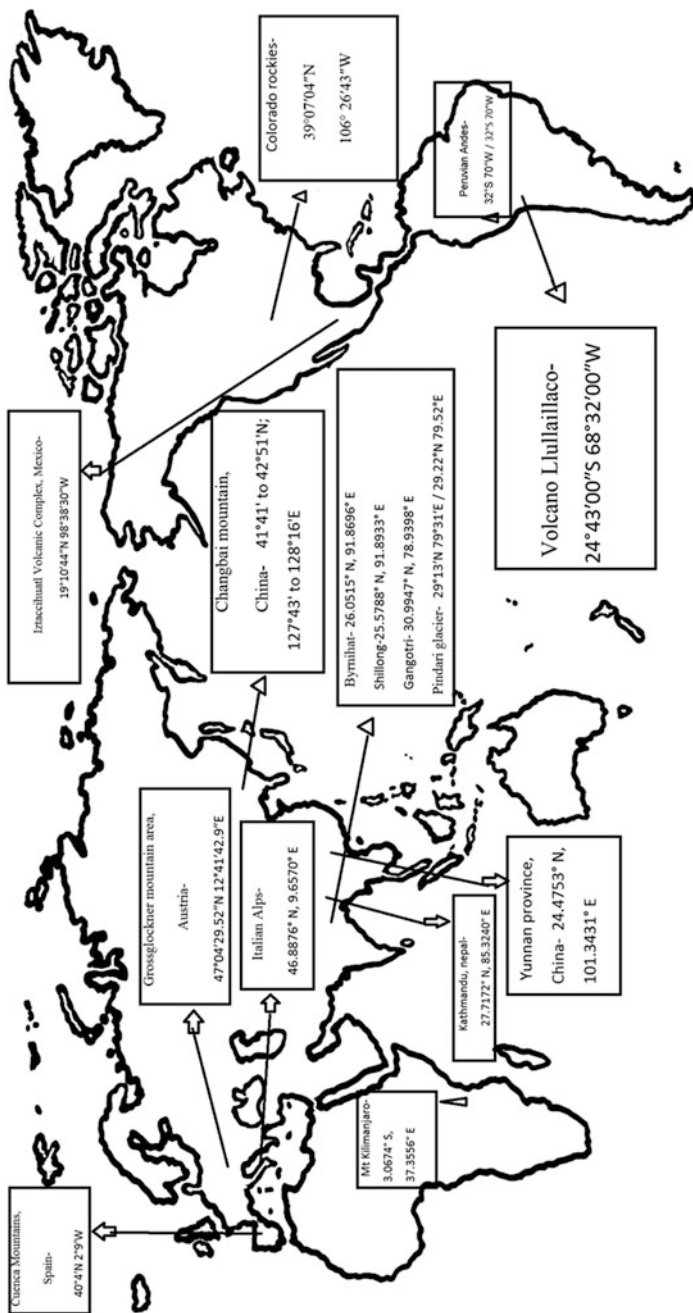 Cuenca Mountains,
Spain-
40°4′N 2°9′W
Grossglockner mountain area,
Austria-
47°04′29.52″N 12°41′42.9″E
Italian Alps-
46.8876° N, 9.6570° E
Iztaccihuatl Volcanic Complex, Mexico-
19°10′44″N 98°38′30″W
Changbai mountain,
China- 41°41' to 42°51'N;
127°43' to 128°16'E
Colorado rockies-
39°07′04″N
106° 26′43″W
Mt Kilimanjaro-
3.0674° S,
37.3556° E
Kathmandu, nepal-
27.7172° N, 85.3240° E
Yunnan province,
China- 24.4753° N,
101.3431° E
Byrnihat- 26.0515° N, 91.8696° E
Shillong-25.5788° N, 91.8933° E
Gangotri- 30.9947° N, 78.9398° E
Pindari glacier- 29°13′N 79°31′E / 29.22°N 79.52°E
Volcano Llullaillaco-
24°43′00″S 68°32′00″W
Peruvian Andes-
32°S 70°W / 32°S 70°W